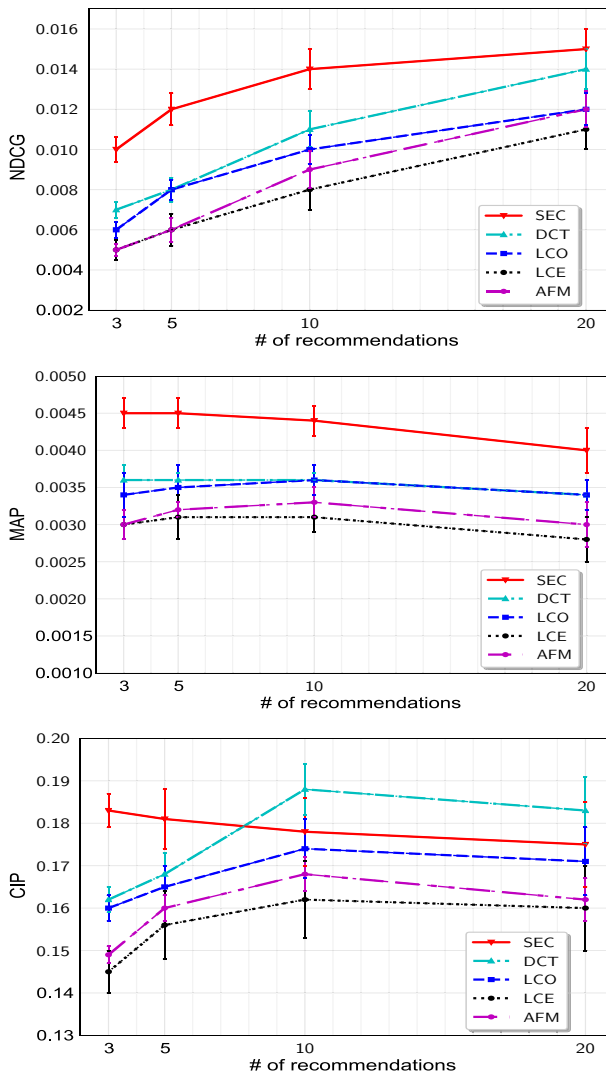 0.016
0.014
0.012
0.010
0.008
0.006
0.004
0.002
NDCG
SEC
DCT
LCO
LCE
AFM
3 5 10 20
# of recommendations
0.0050
0.0045
0.0040
0.0035
0.0030
0.0025
0.0020
0.0015
0.0010
MAP
SEC
DCT
LCO
LCE
AFM
3 5 10 20
# of recommendations
0.20
0.19
0.18
0.17
0.16
0.15
0.14
0.13
CIP
SEC
DCT
LCO
LCE
AFM
3 5 10 20
# of recommendations